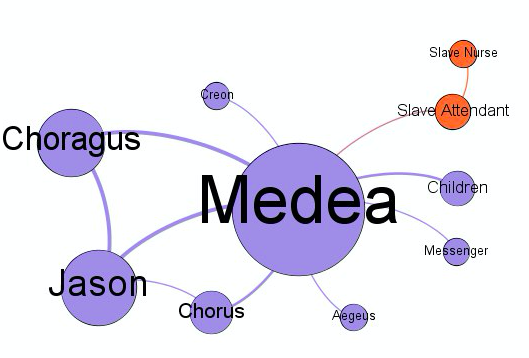 Slave Nurse
Creon
Slave Attendant
Choragus
Medea
Children
Messenger
Jason
Chorus
Aegeus